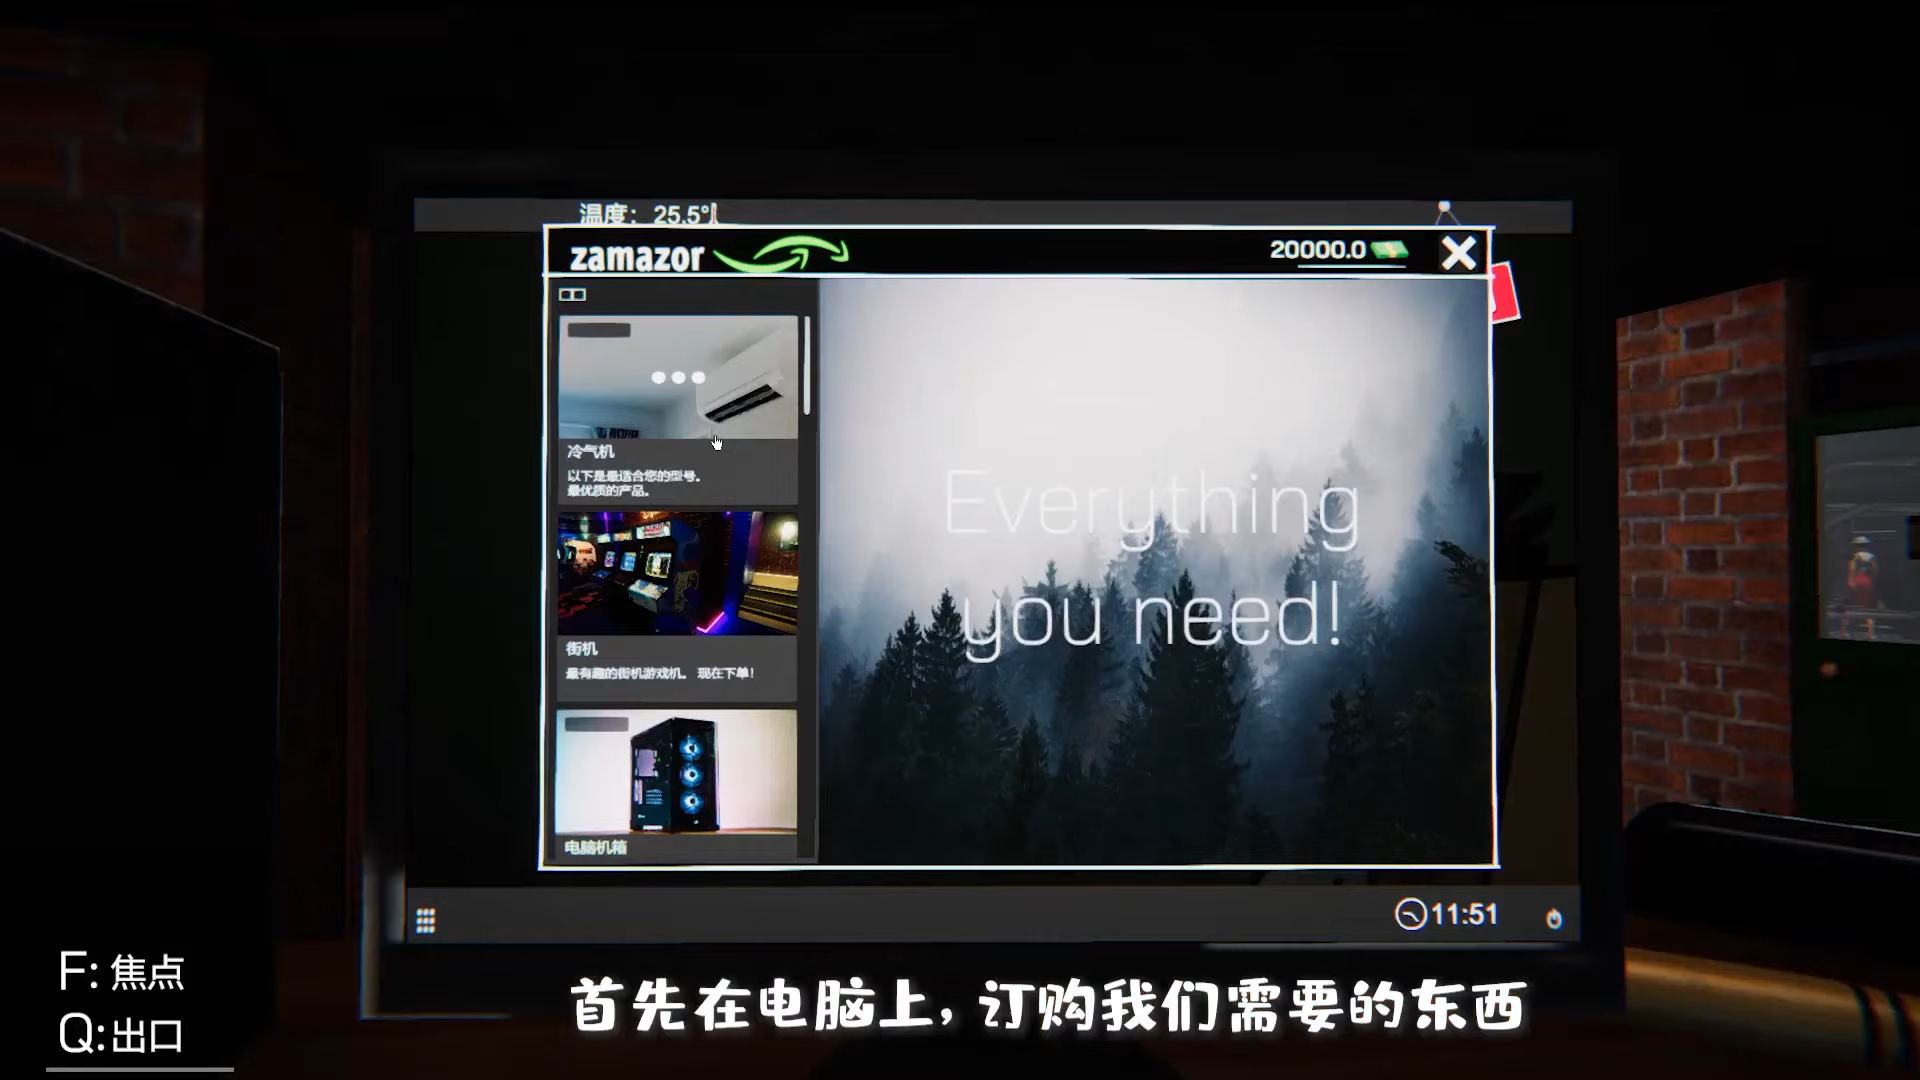 温度: 25.5°
zamazor
20000.0
冷气机
以下是最适合您的型号。
最优质的产品。
街机
最有趣的街机游戏机。 现在下单!
电脑机箱
Everything
you need!
11:51
F: 焦点
Q:出口
首先在电脑上, 订购我们需要的东西